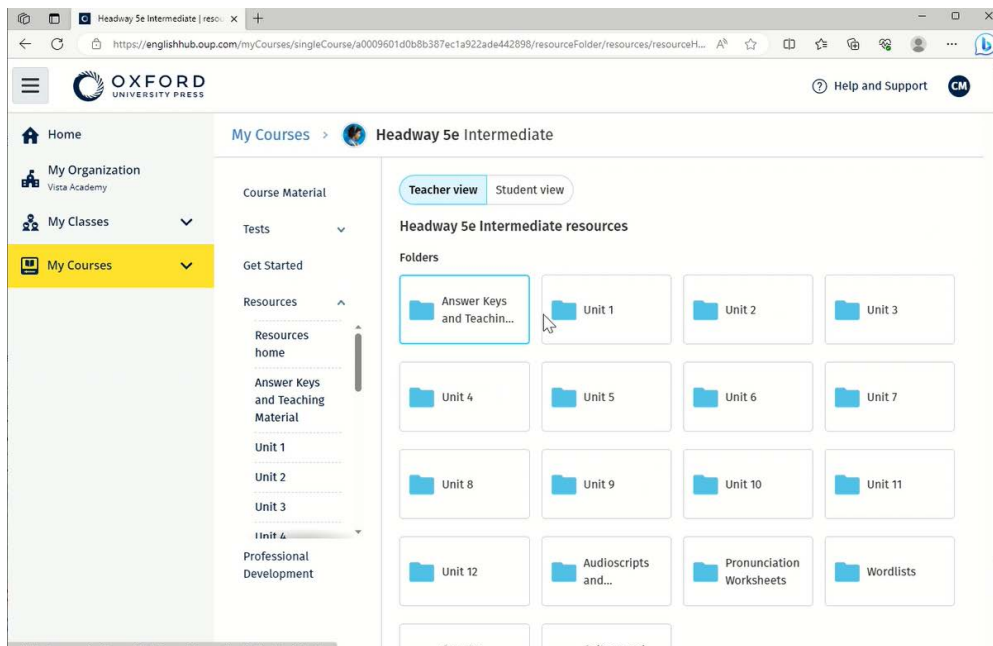 Headway 5e Intermediate | resou
https://englishhub.oup.com/myCourses/singleCourse/a0009601d0b8b387ec1a922ade442898/resourceFolder/resources/resourceH...
OXFORD
UNIVERSITY PRESS
Help and Support
CM
Home
My Organization
Vista Academy
My Classes
My Courses
My Courses > Headway 5e Intermediate
Course Material
Tests
Get Started
Resources
Resources
home
Answer Keys
and Teaching
Material
Unit 1
Unit 2
Unit 3
Unit 4
Professional
Development
Teacher view Student view
Headway 5e Intermediate resources
Folders
Answer Keys
and Teachin...
Unit 1
Unit 2
Unit 3
Unit 4
Unit 5
Unit 6
Unit 7
Unit 8
Unit 9
Unit 10
Unit 11
Unit 12
Audioscripts
and...
Pronunciation
Worksheets
Wordlists